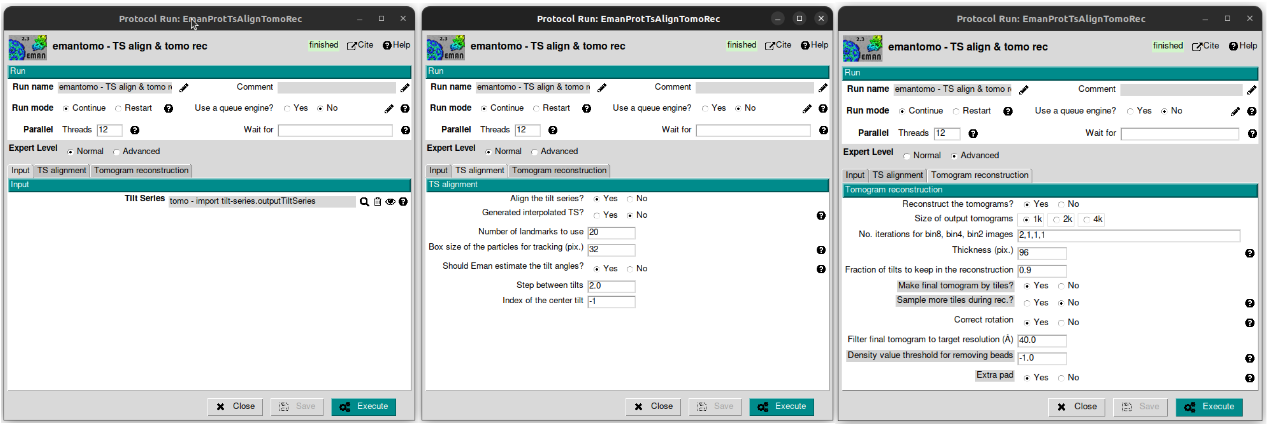 Protocol Run: EmanProtTsAlignTomoRec
2.3
EMAN
emantomo - TS align & tomo rec
finished
Cite
Help
Run
Run name emantomo - TS align & tomo re Comment
Run mode Continue Restart Use a queue engine? Yes No
Parallel Threads 12 Wait for
Expert Level Normal Advanced
Input TS alignment Tomogram reconstruction
Input
Tilt Series tomo - import tilt-series.outputTiltSeries
Close Save Execute
Protocol Run: EmanProtTsAlignTomoRec
2.3
EMAN
emantomo - TS align & tomo rec
finished
Cite
Help
Run
Run name emantomo - TS align & tomo re Comment
Run mode Continue Restart Use a queue engine? Yes No
Parallel Threads 12 Wait for
Expert Level Normal Advanced
Input TS alignment Tomogram reconstruction
TS alignment
Align the tilt series? Yes No
Generated interpolated TS? Yes No
Number of landmarks to use 20
Box size of the particles for tracking (pix.) 32
Should Eman estimate the tilt angles? Yes No
Step between tilts 2.0
Index of the center tilt -1
Close Save Execute
Protocol Run: EmanProtTsAlignTomoRec
2.3
EMAN
emantomo - TS align & tomo rec
finished
Cite
Help
Run
Run name emantomo - TS align & tomo r Comment
Run mode Continue Restart Use a queue engine? Yes No
Parallel Threads 12 Wait for
Expert Level Normal Advanced
Input TS alignment Tomogram reconstruction
Tomogram reconstruction
Reconstruct the tomograms? Yes No
Size of output tomograms 1k 2k 4k
No. iterations for bin8, bin4, bin2 images 2,1,1,1
Thickness (pix.) 96
Fraction of tilts to keep in the reconstruction 0.9
Make final tomogram by tiles? Yes No
Sample more tiles during rec.? Yes No
Correct rotation Yes No
Filter final tomogram to target resolution (Å) 40.0
Density value threshold for removing beads -1.0
Extra pad Yes No
Close Save Execute